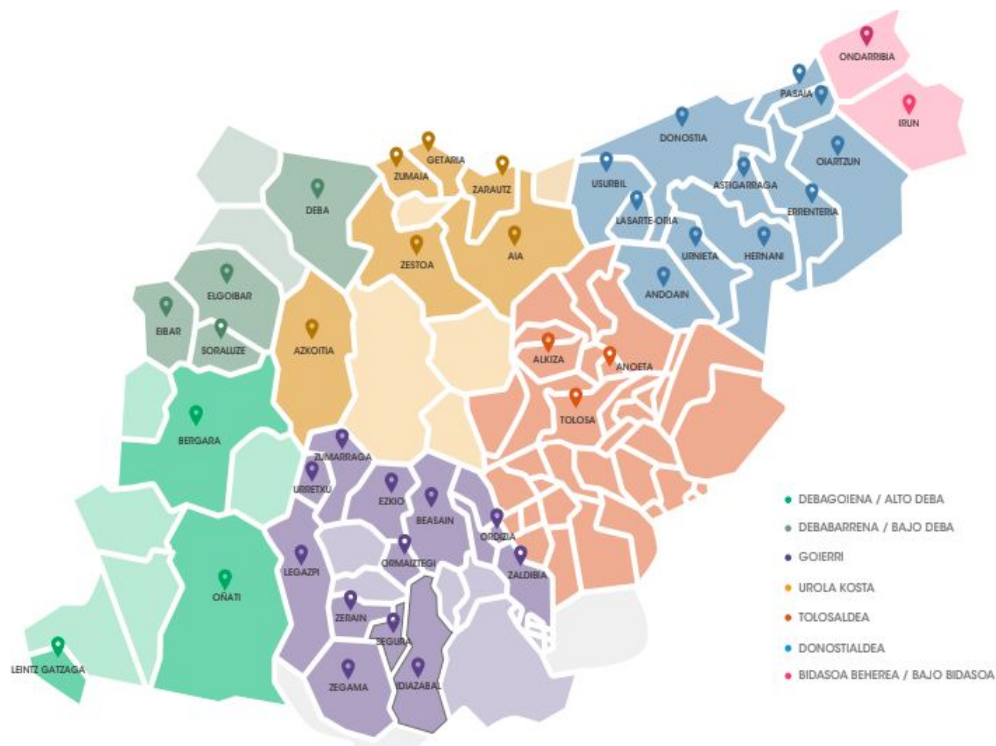 ONDARRIBIA
PASAIA
IRUN
DONOSTIA
GETARIA
ZUMAIA
ZARAUTZ
USURBIL
ASTIGARRAGA
OIARTZUN
DEBA
LASARTE-ORIA
ERRENTERIA
ZESTOA
AIA
URNIETA
HERNANI
ELGOIBAR
ANDOAIN
EIBAR
SORALUZE
AZKOITIA
ALKIZA
ANOETA
TOLOSA
BERGARA
ZUMARRAGA
URRETXU
EZKIO
BEASAIN
ORDIZIA
DEBAGOIENA / ALTO DEBA
DEBABARRENA / BAJO DEBA
GOIERRI
UROLA KOSTA
TOLOSALDEA
DONOSTIALDEA
BIDASOA BEHEREA / BAJO BIDASOA
LEGAZPI
ORMAIZTEGI
ZALDIBIA
OÑATI
ZERAIN
SEGURA
LEINTZ GATZAGA
ZEGAMA
IDIAZABAL